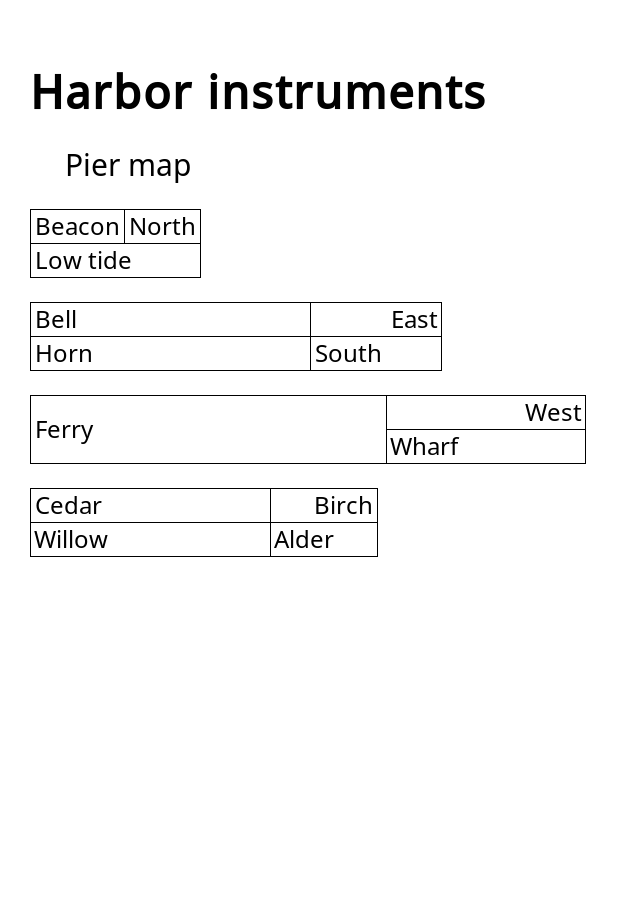 Harbor instruments
Pier map
Beacon North
Low tide
Bell East
Horn South
Ferry West
Wharf
Cedar Birch
Willow Alder